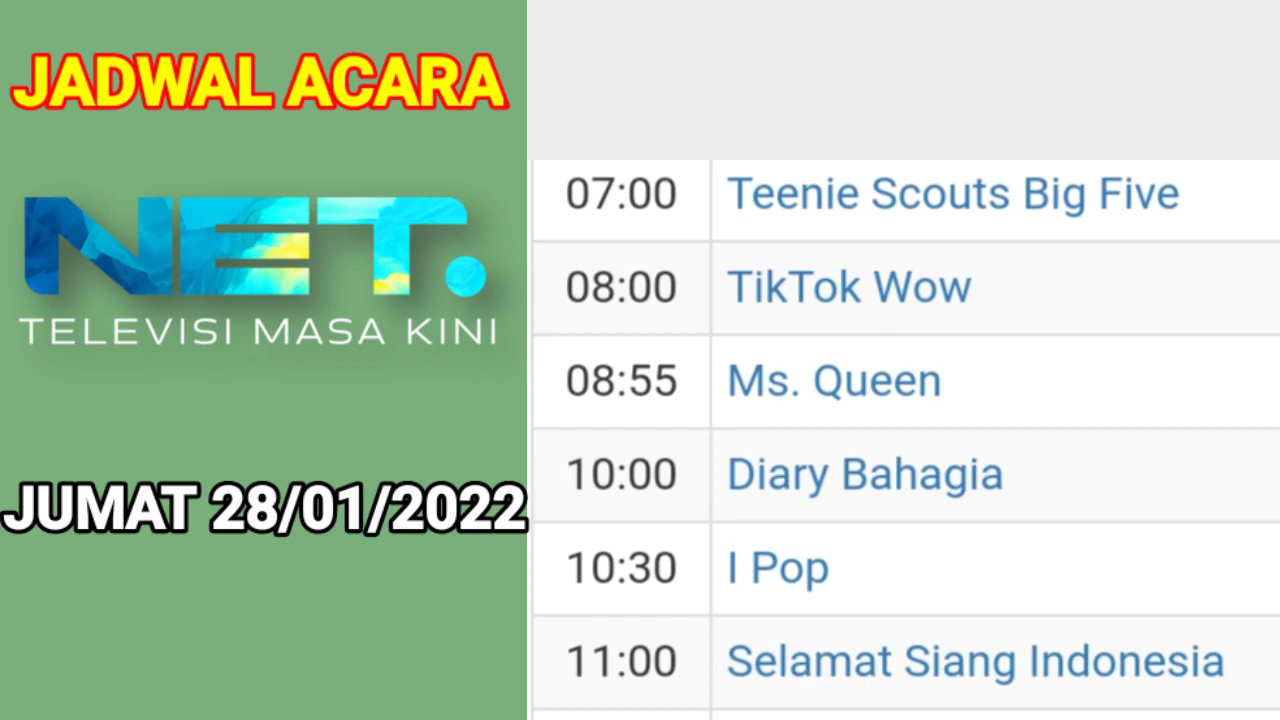 JADWAL ACARA
NET.
TELEVISI MASA KINI
JUMAT 28/01/2022
07:00 Teenie Scouts Big Five
08:00 TikTok Wow
08:55 Ms. Queen
10:00 Diary Bahagia
10:30 I Pop
11:00 Selamat Siang Indonesia